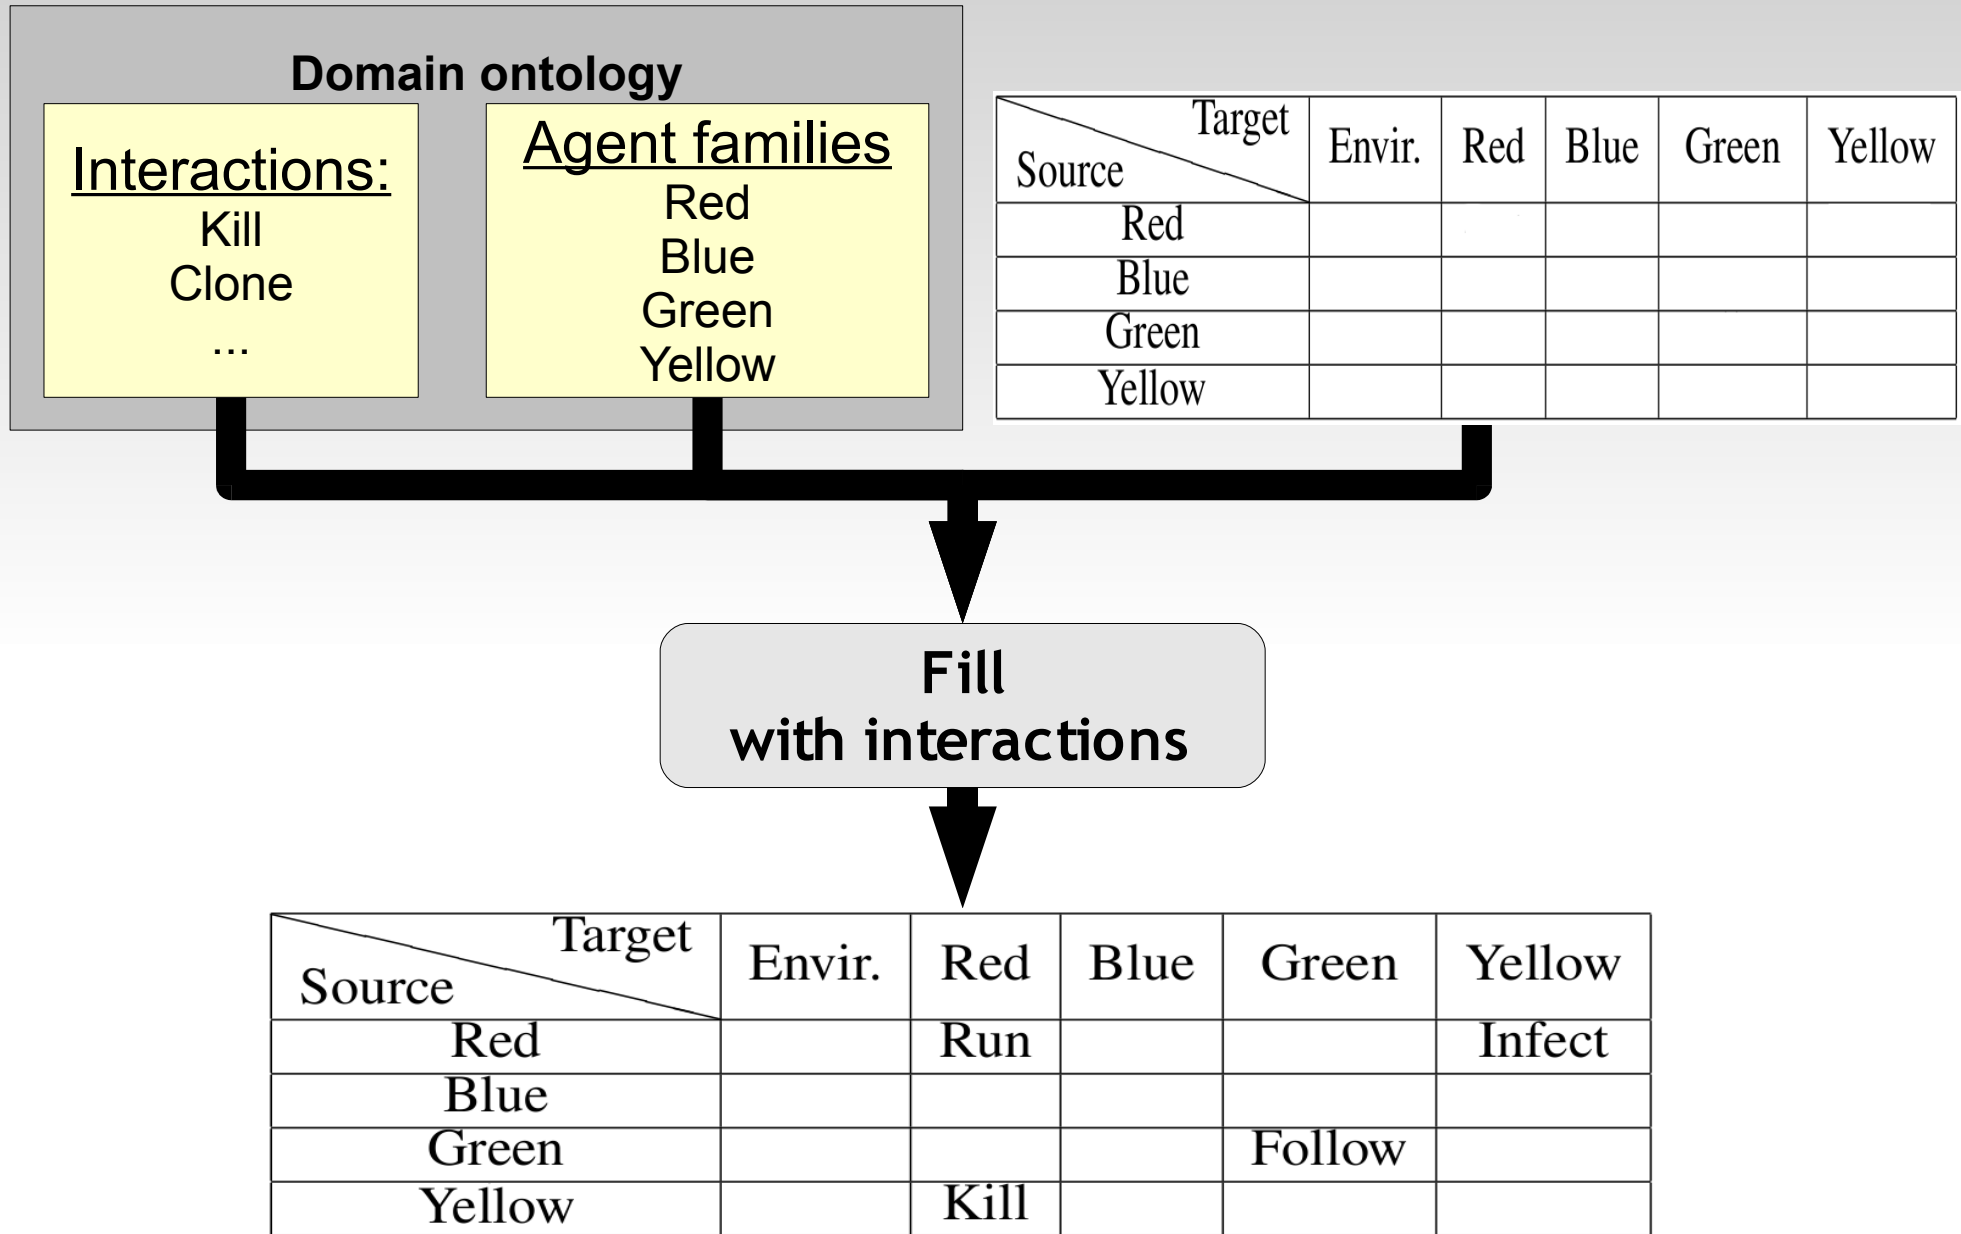 Domain ontology
Interactions:
Kill
Clone
...
Agent families
Red
Blue
Green
Yellow
Target
Source
Envir. Red Blue Green Yellow
Red
Blue
Green
Yellow
Fill
with interactions
Target
Source
Envir. Red Blue Green Yellow
Red Run Infect
Blue
Green Follow
Yellow Kill